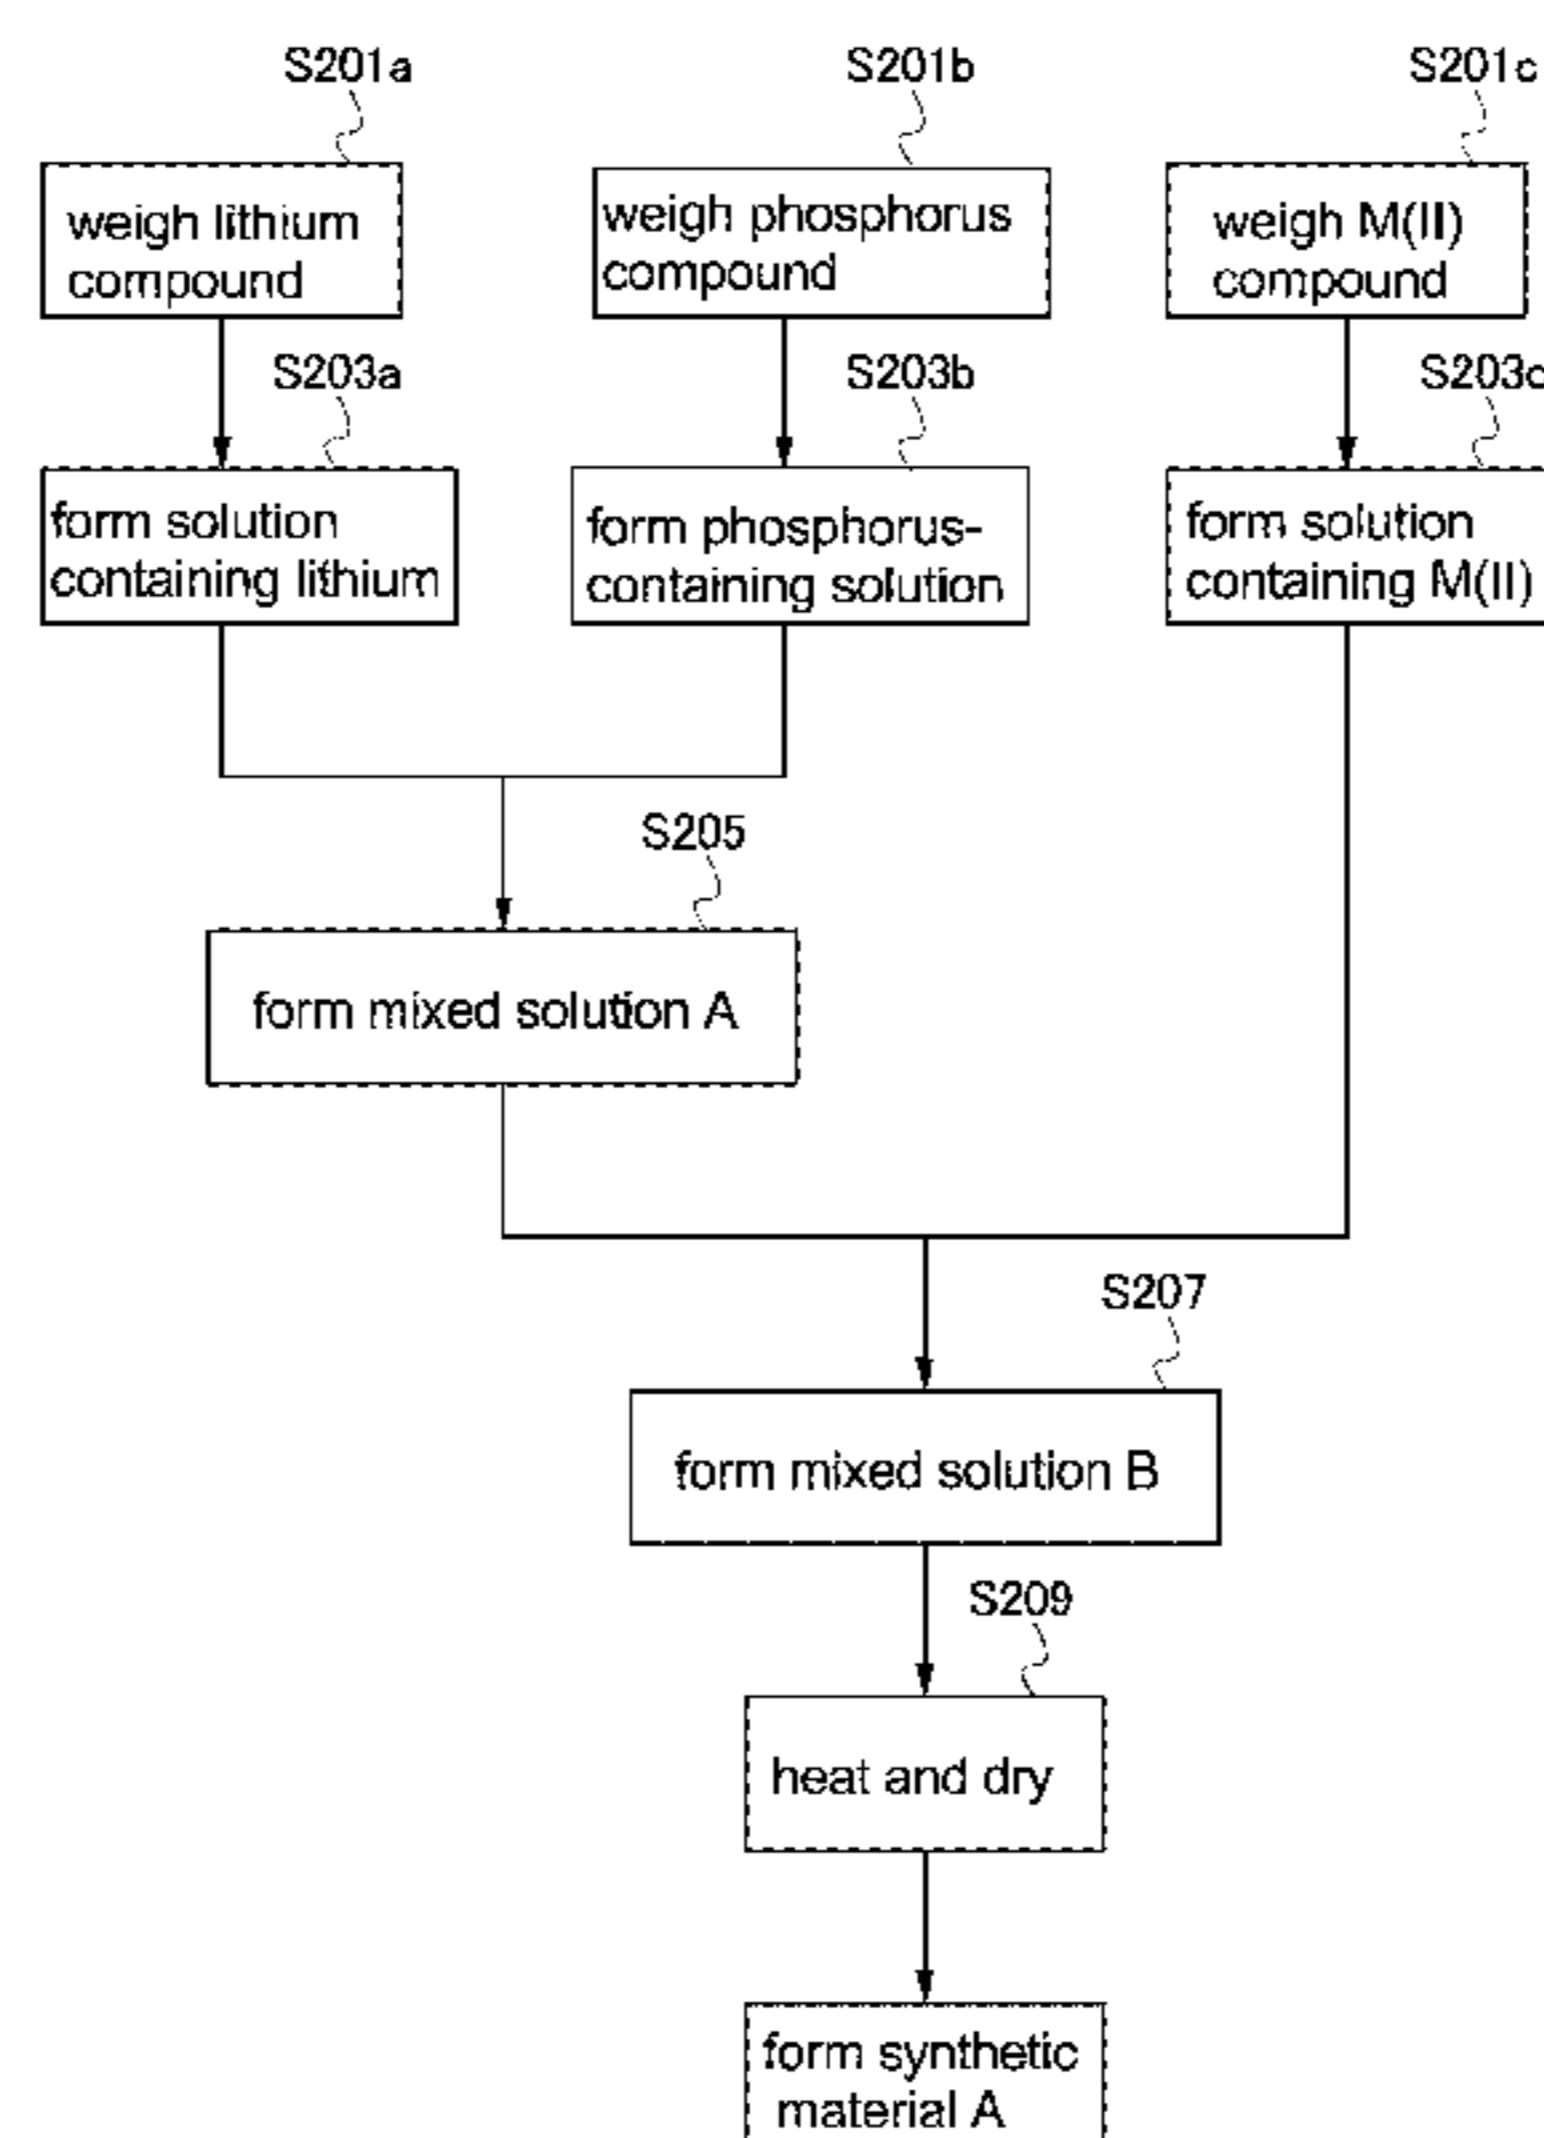 S201a
S201b
S201c
weigh lithium
compound
weigh phosphorus
compound
weigh M(II)
compound
S203a
S203b
S203c
form solution
containing lithium
form phosphorus-
containing solution
form solution
containing M(II)
S205
form mixed solution A
S207
form mixed solution B
S209
heat and dry
form synthetic
material A